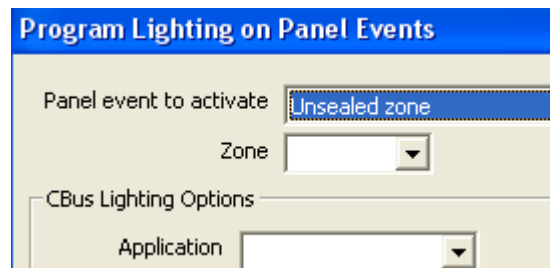 Program Lighting on Panel Events
Panel event to activate Unsealed zone
Zone
CBus Lighting Options
Application